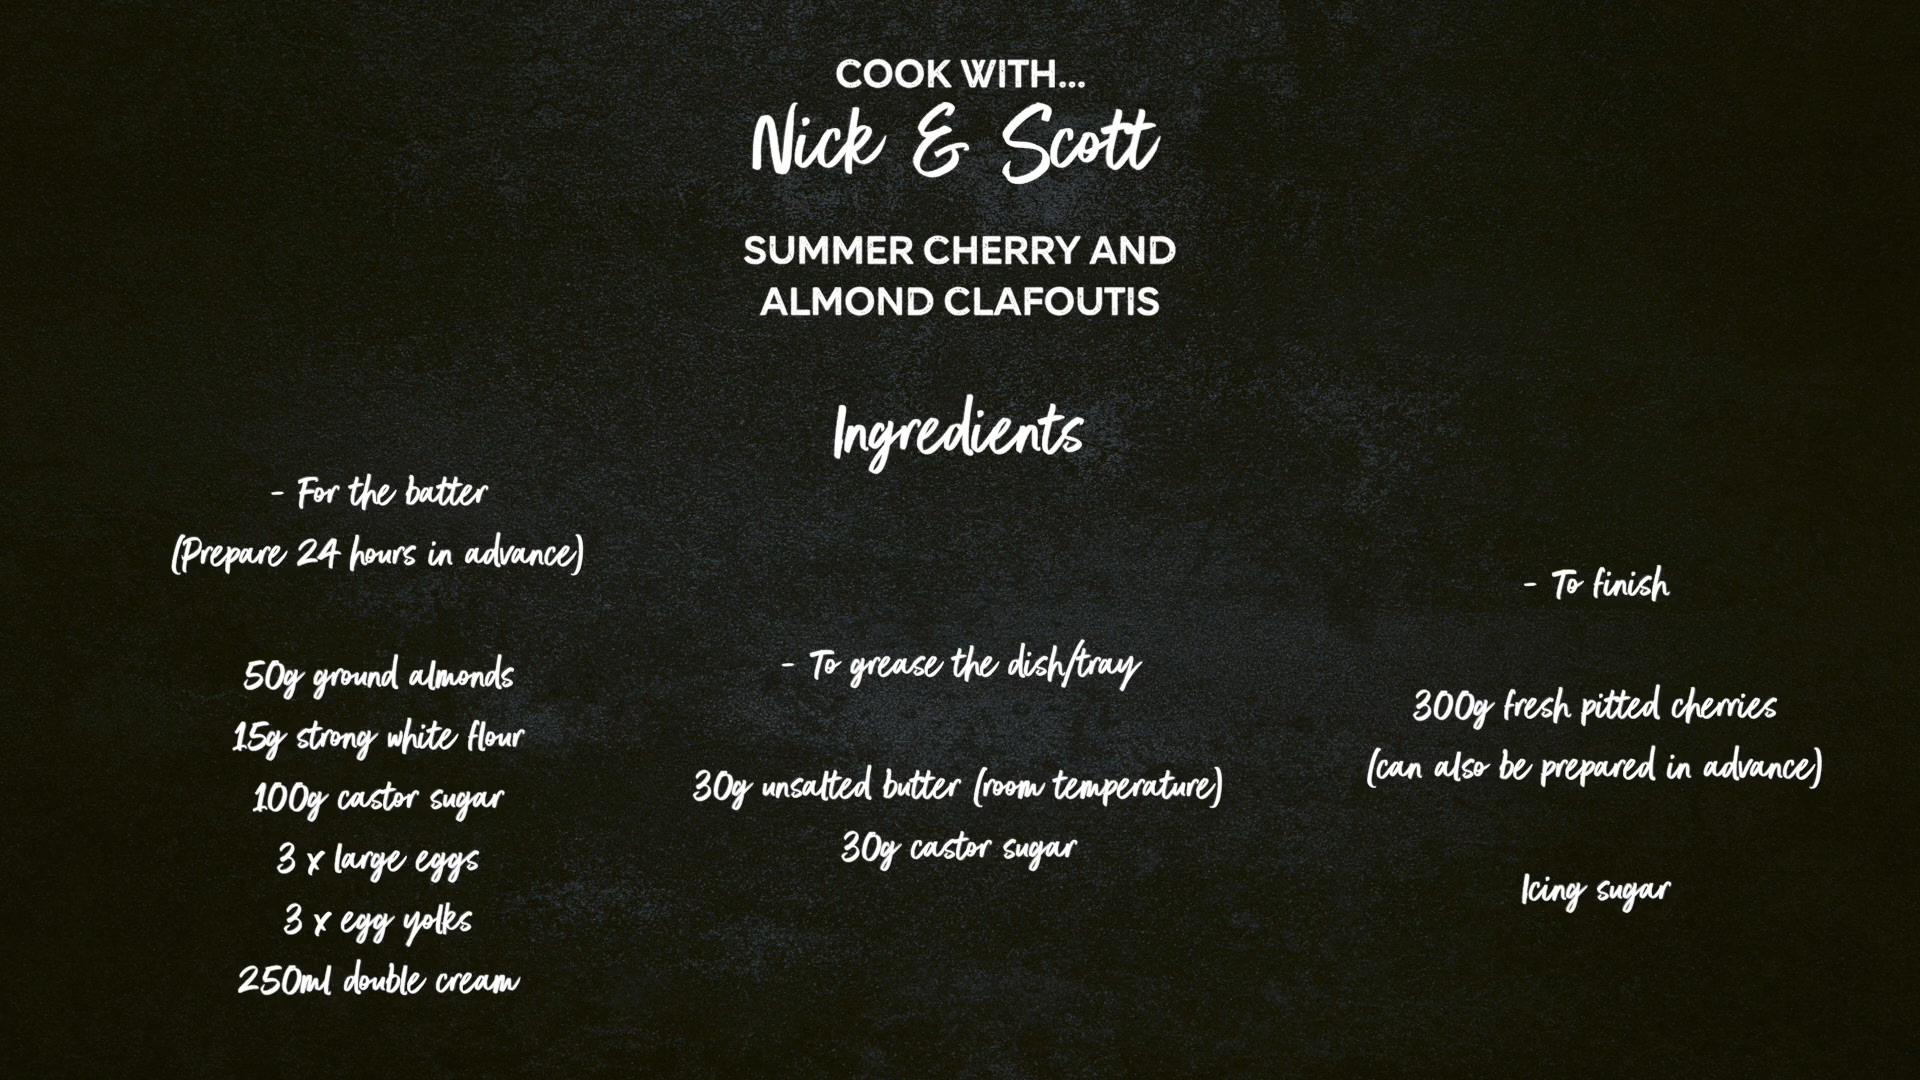 COOK WITH...
Nick & Scott
SUMMER CHERRY AND
ALMOND CLAFOUTIS
Ingredients
- For the batter
(Prepare 24 hours in advance)
50g ground almonds
15g strong white flour
100g castor sugar
3 x large eggs
3 x egg yolks
250ml double cream
- To grease the dish/tray
30g unsalted butter (room temperature)
30g castor sugar
- To finish
300g fresh pitted cherries
(can also be prepared in advance)
Icing sugar